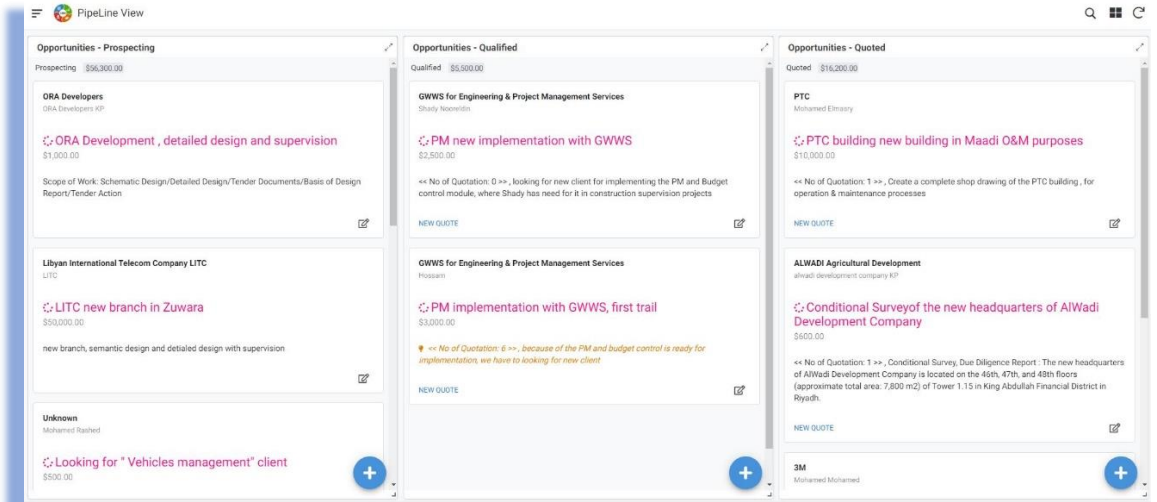 PipeLine View
Opportunities - Prospecting
Prospecting $56,300.00
ORA Developers
ORA Developers KP
ORA Development , detailed design and supervision
$1,000.00
Scope of Work: Schematic Design/Detailed Design/Tender Documents/Basis of Design
Report/Tender Action
Libyan International Telecom Company LITC
LITC
LITC new branch in Zuwara
$50,000.00
new branch, semantic design and detialed design with supervision
Unknown
Mohamed Rashed
Looking for " Vehicles management" client
$500.00
Opportunities - Qualified
Qualified $5,500.00
GWWS for Engineering & Project Management Services
Shady Nooreldin
PM new implementation with GWWS
$2,500.00
<< No of Quotation: 0 >> , looking for new client for implementing the PM and Budget
control module, where Shady has need for it in construction supervision projects
NEW QUOTE
GWWS for Engineering & Project Management Services
Hossam
PM implementation with GWWS, first trail
$3,000.00
<< No of Quotation: 6 >> , because of the PM and budget control is ready for
implementation, we have to looking for new client
NEW QUOTE
Opportunities - Quoted
Quoted $16,200.00
PTC
Mohamed Elmasry
PTC building new building in Maadi O&M purposes
$10,000.00
<< No of Quotation: 1 >> , Create a complete shop drawing of the PTC building , for
operation & maintenance processes
NEW QUOTE
ALWADI Agricultural Development
alwadi development company KP
Conditional Surveyof the new headquarters of AlWadi
Development Company
$600.00
<< No of Quotation: 1 >> , Conditional Survey, Due Diligence Report : The new headquarters
of AlWadi Development Company is located on the 46th, 47th, and 48th floors
(approximate total area: 7,800 m2) of Tower 1.15 in King Abdullah Financial District in
Riyadh.
NEW QUOTE
3M
Mohamed Mohamed